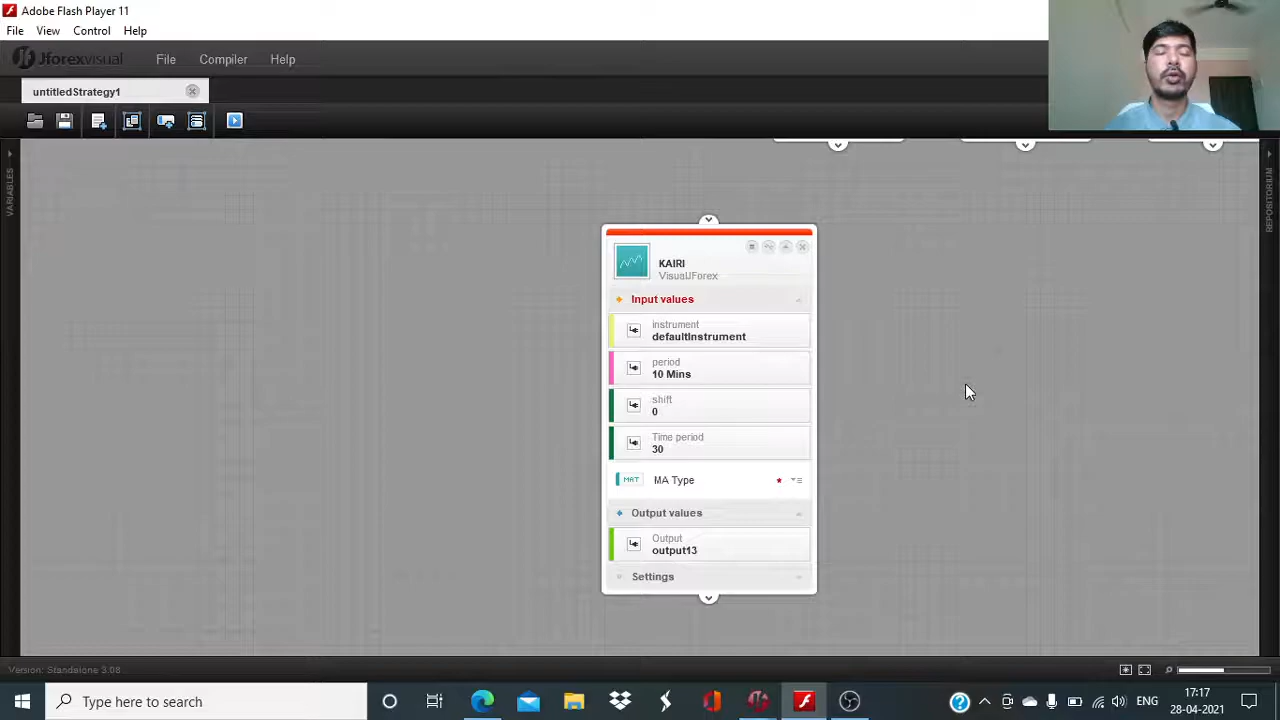 Adobe Flash Player 11
File View Control Help
Jforexvisual File Compiler Help
untitledStrategy1
VARIABLES
REPOSITORIUM
KAIRI
VisualJForex
Input values
instrument
defaultInstrument
period
10 Mins
shift
0
Time period
30
MAT MA Type
Output values
Output
output13
Settings
Version: Standalone 3.08
Type here to search
ENG
17:17
28-04-2021